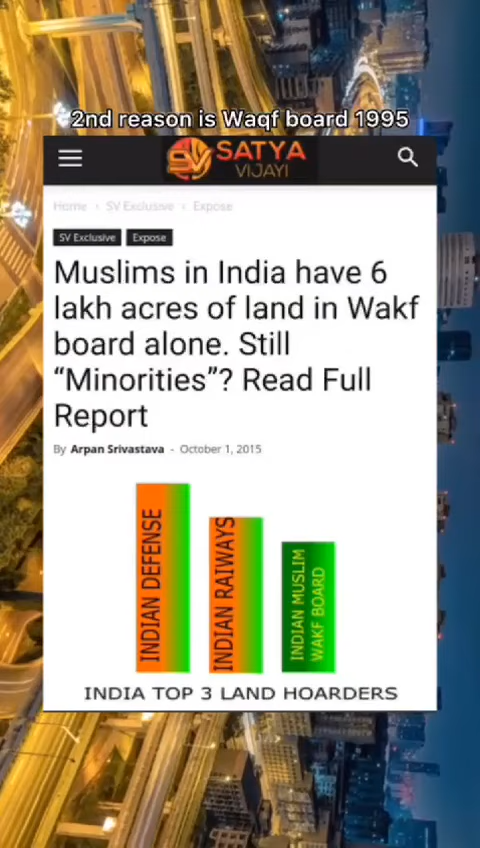 2nd reason is Waqf board 1995
SATYA
VIJAYI
Home › SV Exclusive › Expose
SV Exclusive Expose
Muslims in India have 6
lakh acres of land in Wakf
board alone. Still
“Minorities”? Read Full
Report
By Arpan Srivastava - October 1, 2015
INDIAN DEFENSE
INDIAN RAIWAYS
INDIAN MUSLIM
WAKF BOARD
INDIA TOP 3 LAND HOARDERS